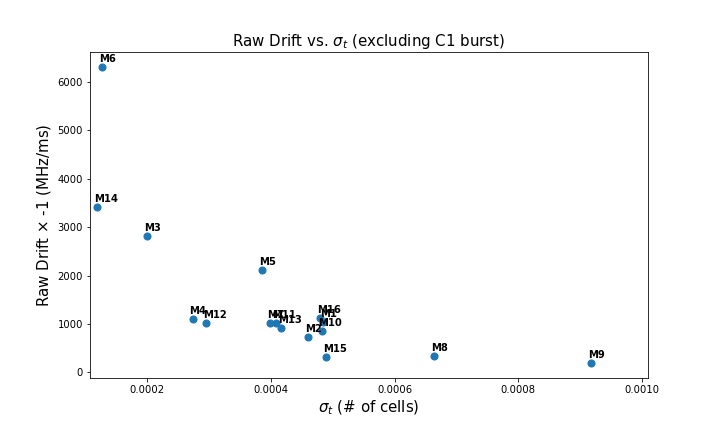 Raw Drift vs. σt (excluding C1 burst)
M6
6000
5000
4000
M14
M3
3000
M5
2000
M4
M12
M11
M13
M16
M1
M10
M2
1000
M15
M8
M9
0
0.0002
0.0004
0.0006
0.0008
0.0010
Raw Drift × -1 (MHz/ms)
σt (# of cells)